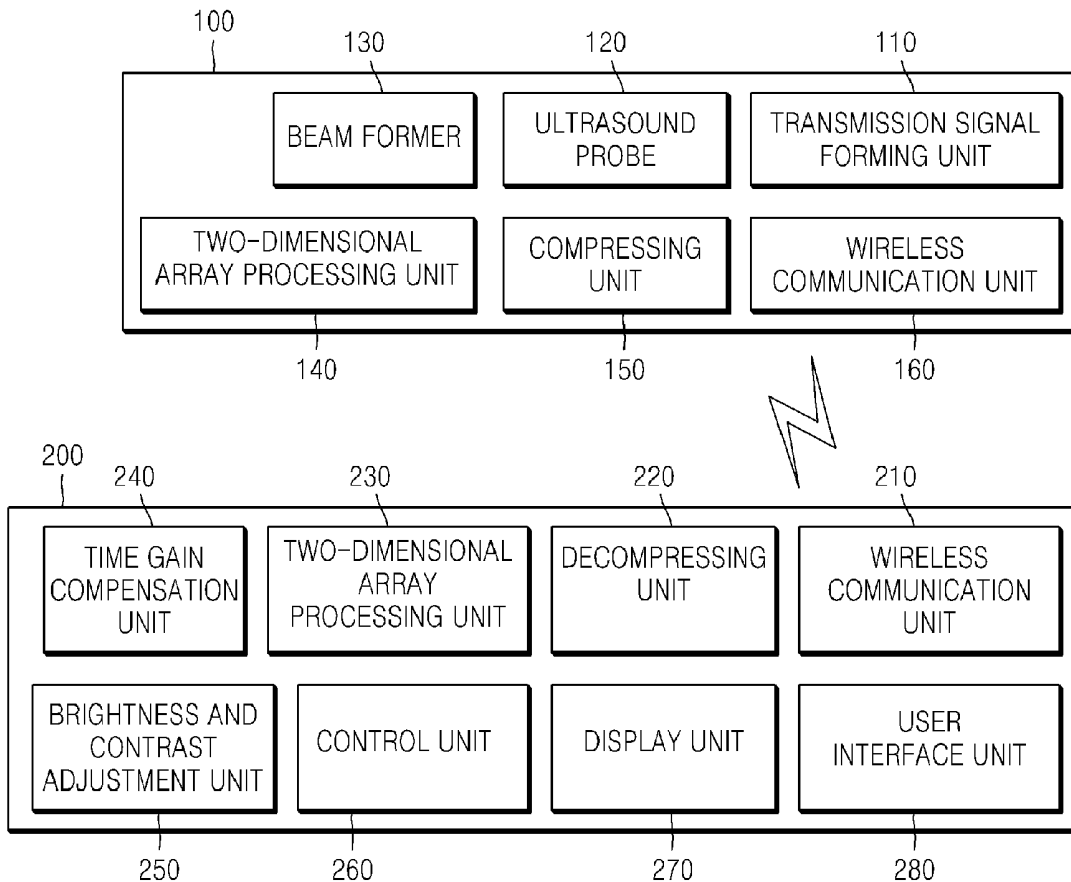 100
130
120
110
BEAM FORMER
ULTRASOUND
PROBE
TRANSMISSION SIGNAL
FORMING UNIT
TWO-DIMENSIONAL
ARRAY PROCESSING UNIT
COMPRESSING
UNIT
WIRELESS
COMMUNICATION UNIT
140
150
160
200
240
230
220
210
TIME GAIN
COMPENSATION
UNIT
TWO-DIMENSIONAL
ARRAY
PROCESSING UNIT
DECOMPRESSING
UNIT
WIRELESS
COMMUNICATION
UNIT
BRIGHTNESS AND
CONTRAST
ADJUSTMENT UNIT
CONTROL UNIT
DISPLAY UNIT
USER
INTERFACE UNIT
250
260
270
280